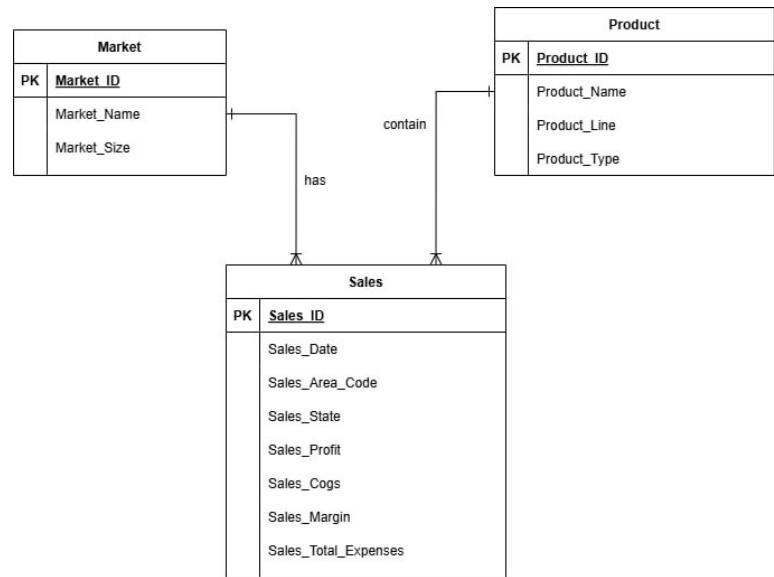 Market
PK Market_ID
Market_Name
Market_Size
Product
PK Product_ID
Product_Name
Product_Line
Product_Type
contain
has
Sales
PK Sales_ID
Sales_Date
Sales_Area_Code
Sales_State
Sales_Profit
Sales_Cogs
Sales_Margin
Sales_Total_Expenses